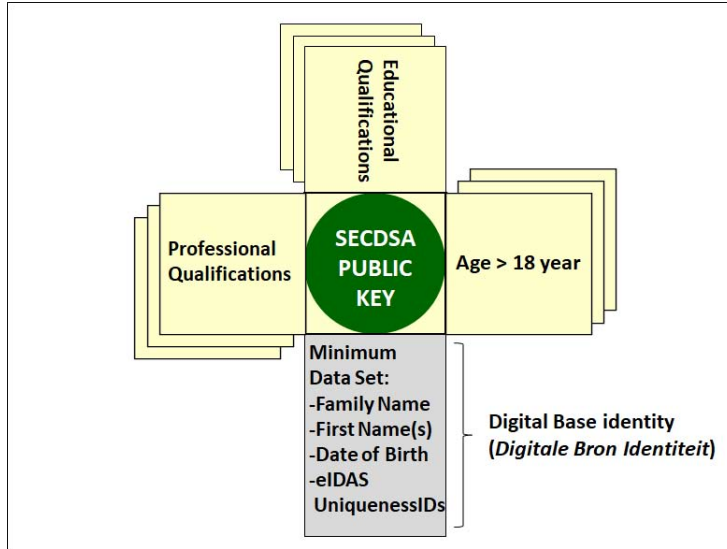 Educational
Qualifications
Professional
Qualifications
SECDSA
PUBLIC
KEY
Age > 18 year
Minimum
Data Set:
-Family Name
-First Name(s)
-Date of Birth
-eIDAS
UniquenessIDs
Digital Base identity
(Digitale Bron Identiteit)